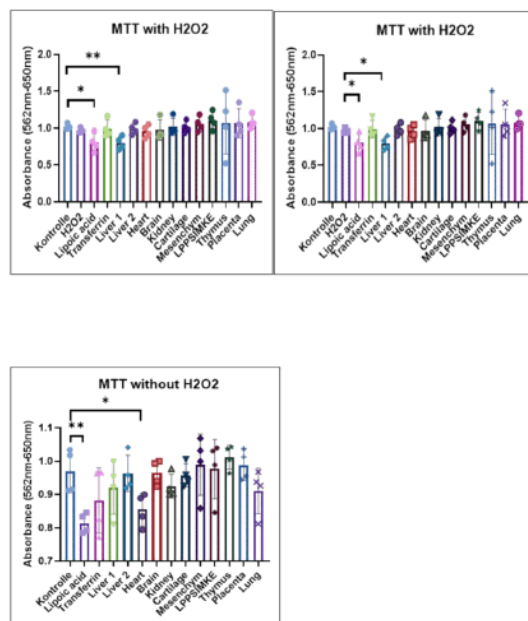 MTT with H2O2
**
*
Absorbance (562nm-650nm)
2.0
1.5
1.0
0.5
0.0
Kontrolle
H2O2
Lipoic acid
Transferrin
Liver 1
Liver 2
Heart
Brain
Kidney
Cartilage
Mesenchym
LPPS/MKE
Thymus
Placenta
Lung
MTT with H2O2
*
*
Absorbance (562nm-650nm)
2.0
1.5
1.0
0.5
0.0
Kontrolle
H2O2
Lipoic acid
Transferrin
Liver 1
Liver 2
Heart
Brain
Kidney
Cartilage
Mesenchym
LPPS/MKE
Thymus
Placenta
Lung
MTT without H2O2
*
**
Absorbance (562nm-650nm)
1.1
1.0
0.9
0.8
0.7
Kontrolle
Lipoic acid
Transferrin
Liver 1
Liver 2
Heart
Brain
Kidney
Cartilage
Mesenchym
LPPS/MKE
Thymus
Placenta
Lung